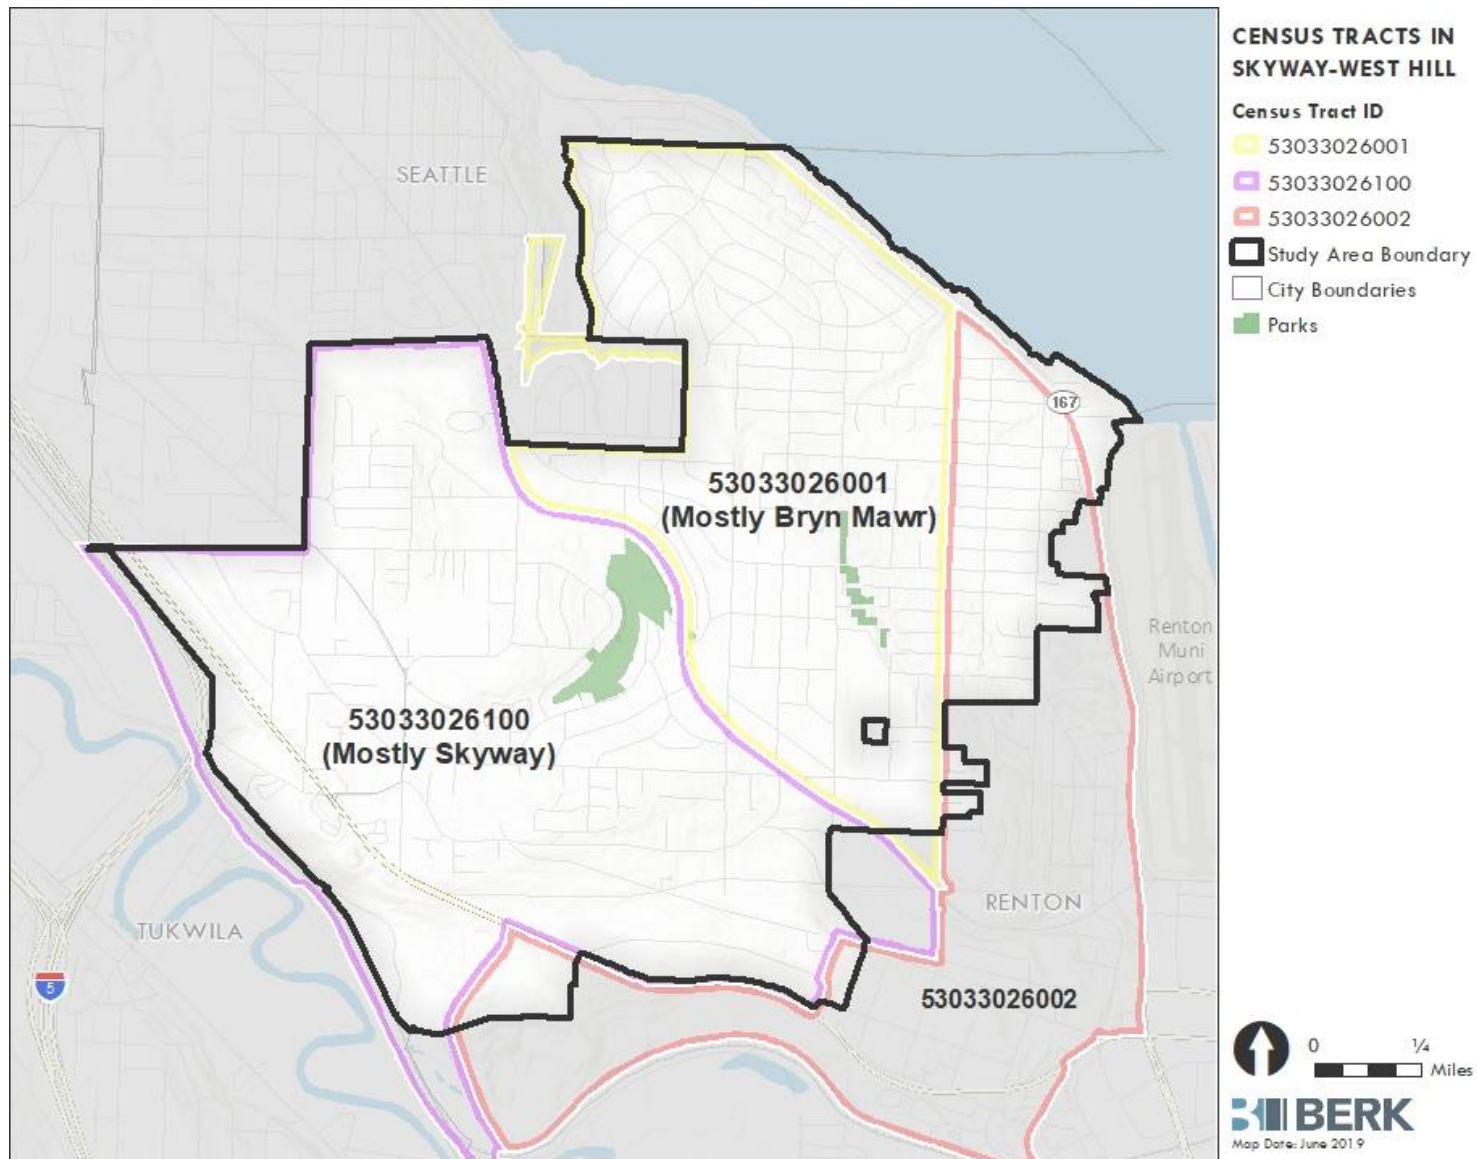 CENSUS TRACTS IN
SKYWAY-WEST HILL
Census Tract ID
53033026001
53033026100
53033026002
Study Area Boundary
City Boundaries
Parks
SEATTLE
167
53033026001
(Mostly Bryn Mawr)
Renton
Muni
Airport
53033026100
(Mostly Skyway)
TUKWILA
RENTON
5
53033026002
0 ¼
Miles
BERK
Map Date: June 2019